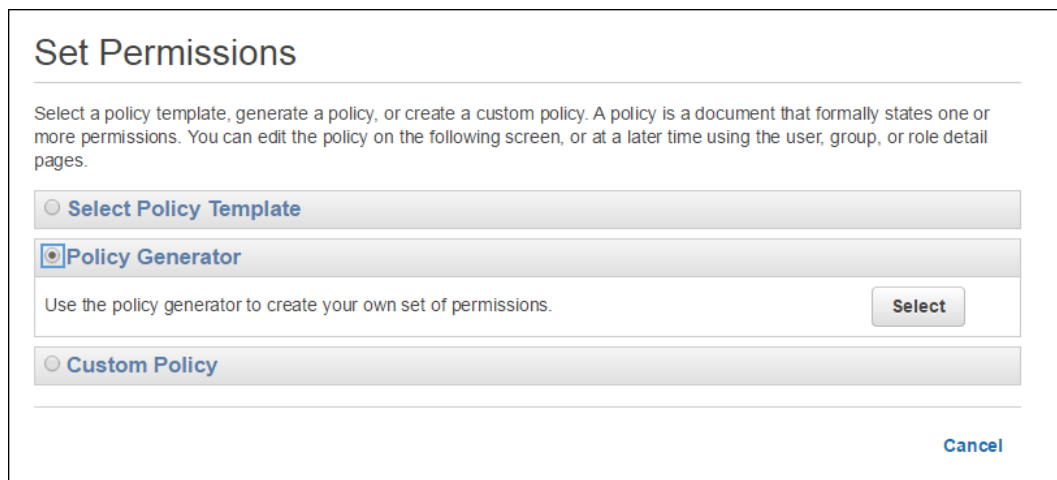 Set Permissions
Select a policy template, generate a policy, or create a custom policy. A policy is a document that formally states one or
more permissions. You can edit the policy on the following screen, or at a later time using the user, group, or role detail
pages.
Select Policy Template
Policy Generator
Use the policy generator to create your own set of permissions.
Select
Custom Policy
Cancel